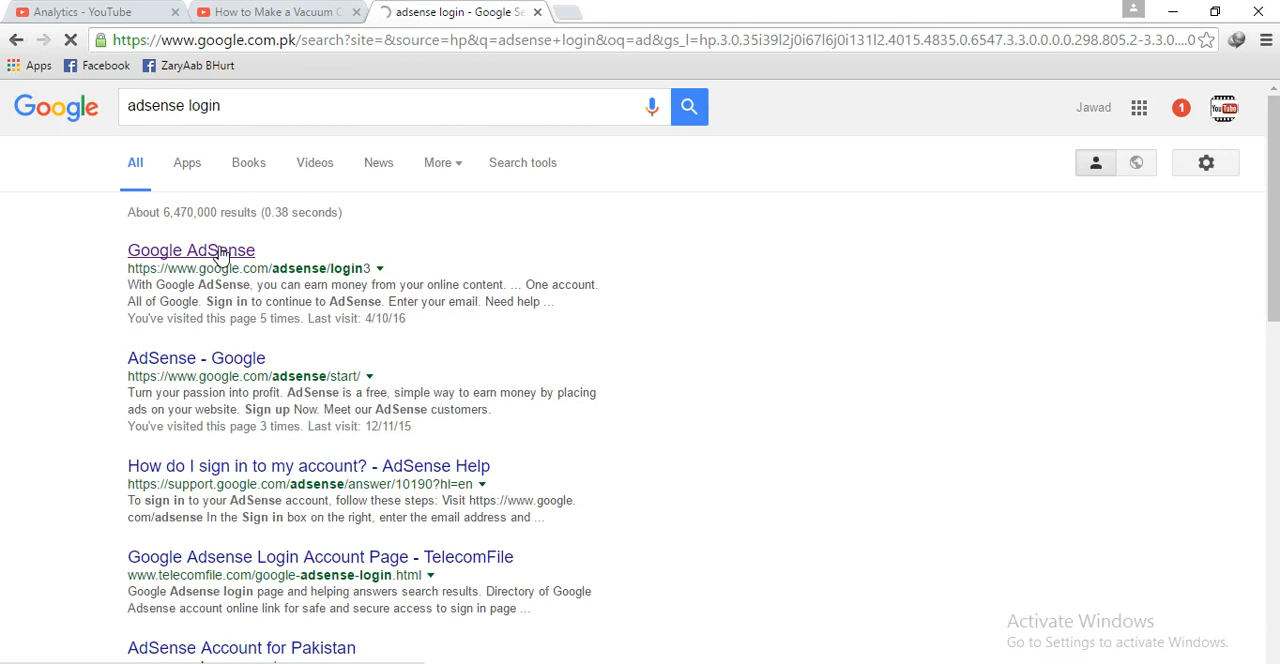 Analytics - YouTube
How to Make a Vacuum C
adsense login - Google Se
https://www.google.com.pk/search?site=&source=hp&q=adsense+login&oq=ad&gs_l=hp.3.0.35i39l2j0i67l6j0i131l2.4015.4835.0.6547.3.3.0.0.0.0.298.805.2-3.3.0....0
Apps
Facebook
ZaryAab BHurt
Google
adsense login
Jawad
1
You Tube
All
Apps
Books
Videos
News
More
Search tools
About 6,470,000 results (0.38 seconds)
Google AdSense
https://www.google.com/adsense/login3
With Google AdSense, you can earn money from your online content. ... One account.
All of Google. Sign in to continue to AdSense. Enter your email. Need help ...
You've visited this page 5 times. Last visit: 4/10/16
AdSense - Google
https://www.google.com/adsense/start/
Turn your passion into profit. AdSense is a free, simple way to earn money by placing
ads on your website. Sign up Now. Meet our AdSense customers.
You've visited this page 3 times. Last visit: 12/11/15
How do I sign in to my account? - AdSense Help
https://support.google.com/adsense/answer/10190?hl=en
To sign in to your AdSense account, follow these steps: Visit https://www.google.
com/adsense In the Sign in box on the right, enter the email address and ...
Google Adsense Login Account Page - TelecomFile
www.telecomfile.com/google-adsense-login.html
Google Adsense login page and helping answers search results. Directory of Google
Adsense account online link for safe and secure access to sign in page ...
AdSense Account for Pakistan
Activate Windows
Go to Settings to activate Windows.